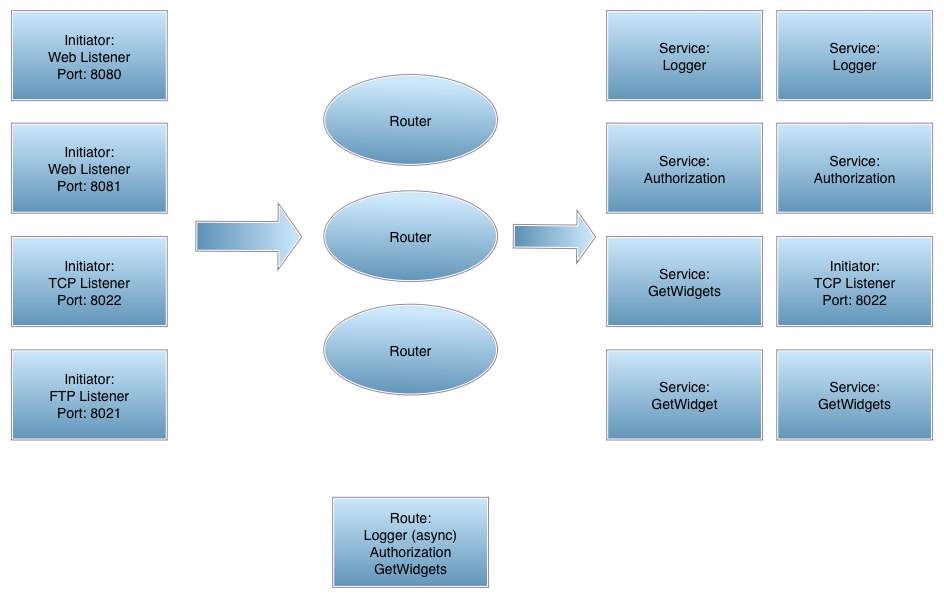 Initiator:
Web Listener
Port: 8080
Initiator:
Web Listener
Port: 8081
Initiator:
TCP Listener
Port: 8022
Initiator:
FTP Listener
Port: 8021
Router
Router
Router
Service:
Logger
Service:
Logger
Service:
Authorization
Service:
Authorization
Service:
GetWidgets
Initiator:
TCP Listener
Port: 8022
Service:
GetWidget
Service:
GetWidgets
Route:
Logger (async)
Authorization
GetWidgets